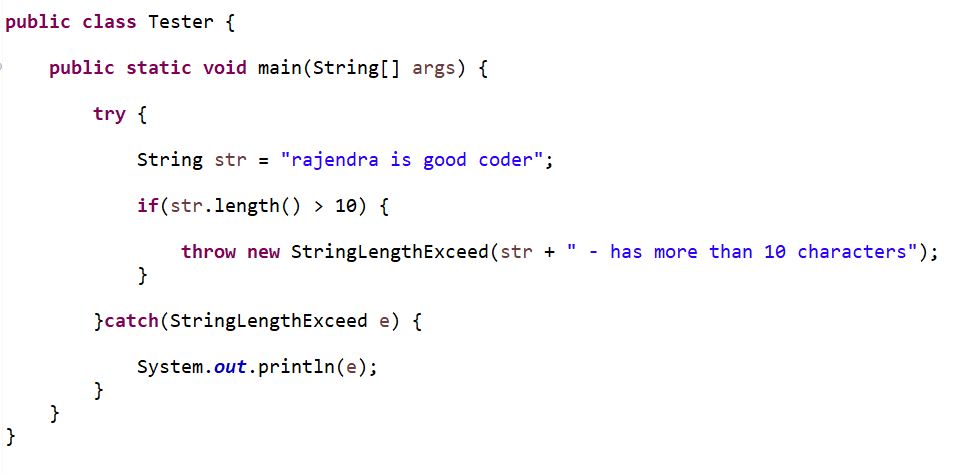 public class Tester {
public static void main(String[] args) {
try {
String str = "rajendra is good coder";
if(str.length() > 10) {
throw new StringLengthExceed(str + " - has more than 10 characters");
}
}catch(StringLengthExceed e) {
System.out.println(e);
}
}
}